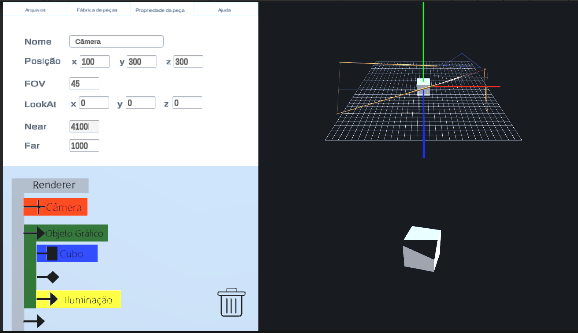 Arquivos Fábrica de peças Propriedade da peça Ajuda
Nome Câmera
Posição x 100 y 300 z 300
FOV 45
LookAt x 0 y 0 z 0
Near 4100
Far 1000
Renderer
Câmera
Objeto Gráfico
Cubo
Iluminação